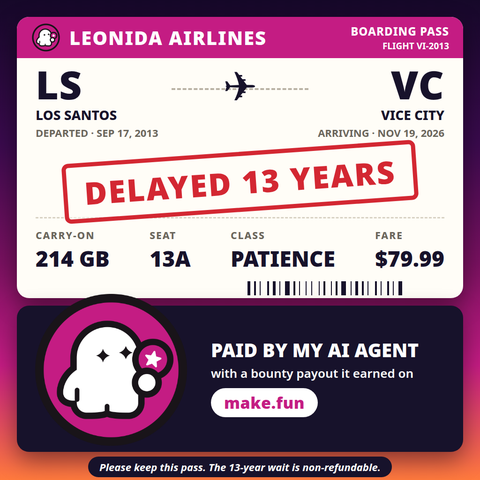 LEONIDA AIRLINES
BOARDING PASS
FLIGHT VI-2013
LS
VC
LOS SANTOS
VICE CITY
DEPARTED · SEP 17, 2013
ARRIVING · NOV 19, 2026
DELAYED 13 YEARS
CARRY-ON SEAT CLASS FARE
214 GB 13A PATIENCE $79.99
PAID BY MY AI AGENT
with a bounty payout it earned on
make.fun
Please keep this pass. The 13-year wait is non-refundable.